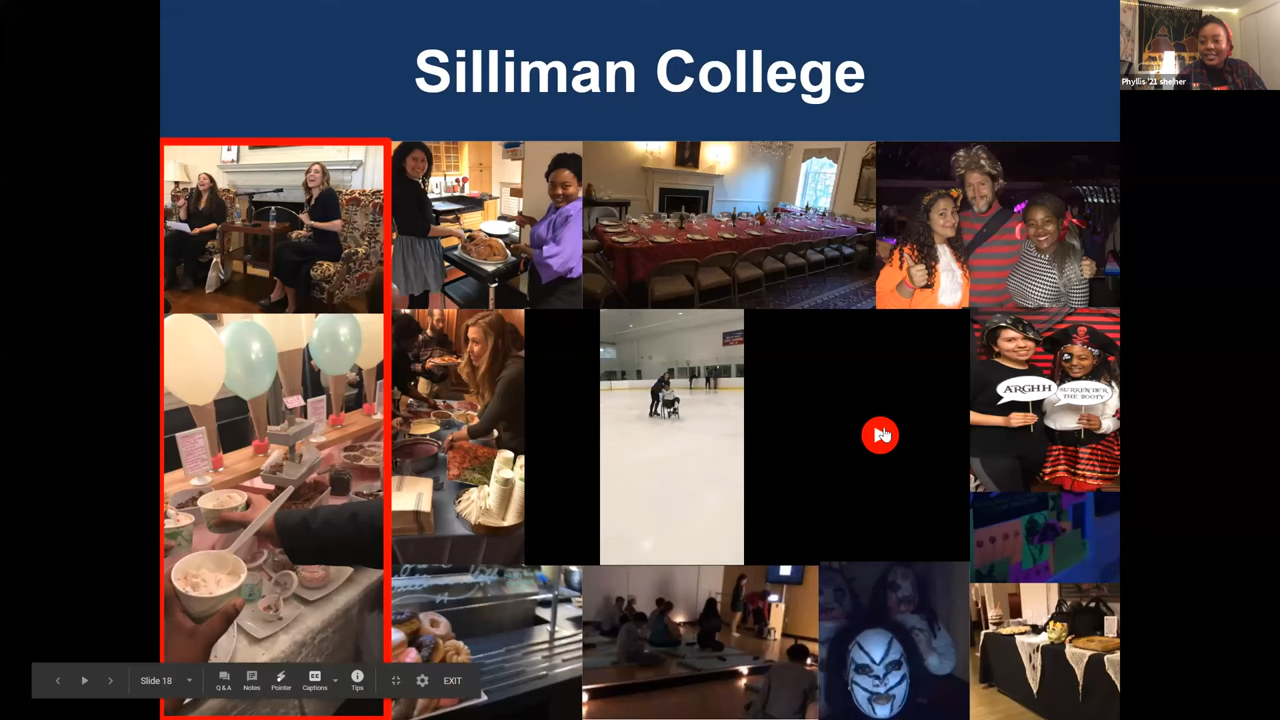 Silliman College
Phyllis '21 she/her
ARGHH
SURRENDER
THE BOOTY
Slide 18
Q & A
Notes
Pointer
Captions
Tips
EXIT